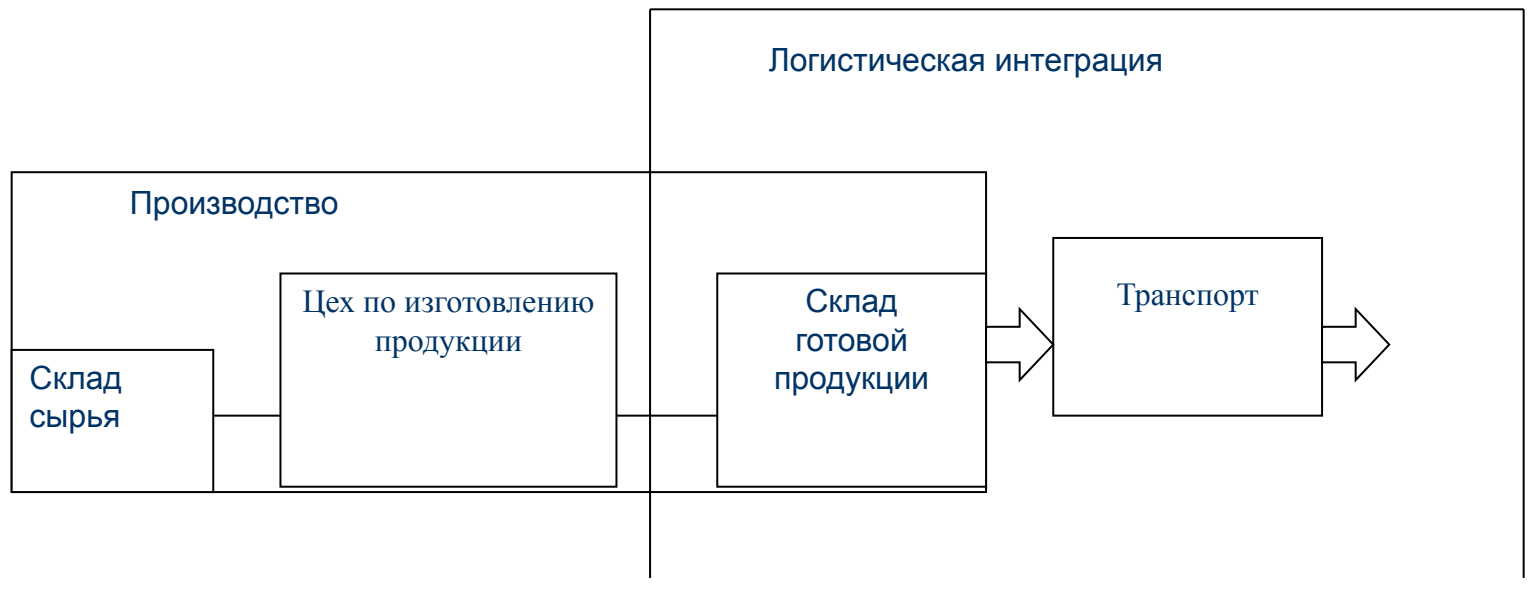 Логистическая интеграция
Производство
Цех по изготовлению
продукции
Склад
сырья
Склад
готовой
продукции
Транспорт